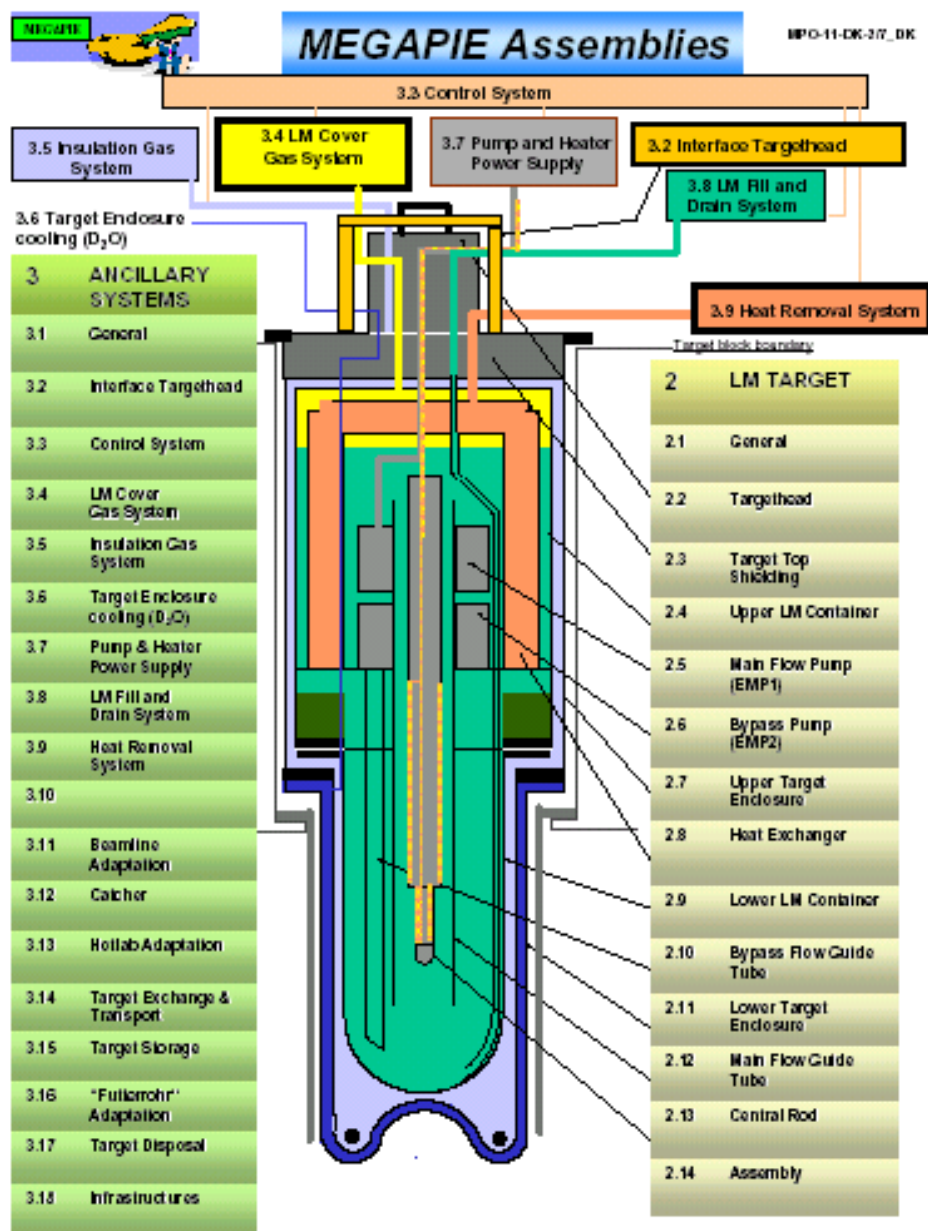 MEGAPIE
MEGAPIE Assemblies
MPO-11-DK-2/7_DK
3.3 Control System
3.5 Insulation Gas
System
3.4 LM Cover
Gas System
3.7 Pump and Heater
Power Supply
3.2 Interface Targethead
3.8 LM Fill and
Drain System
3.6 Target Enclosure
cooling (D₂O)
3.9 Heat Removal System
Target block boundary
3 ANCILLARY
SYSTEMS
3.1 General
3.2 Interface Targethead
3.3 Control System
3.4 LM Cover
Gas System
3.5 Insulation Gas
System
3.6 Target Enclosure
cooling (D₂O)
3.7 Pump & Heater
Power Supply
3.8 LM Fill and
Drain System
3.9 Heat Removal
System
3.10
3.11 Beamline
Adaptation
3.12 Catcher
3.13 Hotlab Adaptation
3.14 Target Exchange &
Transport
3.15 Target Storage
3.16 "Fullerrohr"
Adaptation
3.17 Target Disposal
3.18 Infrastructures
2 LM TARGET
2.1 General
2.2 Targethead
2.3 Target Top
Shielding
2.4 Upper LM Container
2.5 Main Flow Pump
(EMP1)
2.6 Bypass Pump
(EMP2)
2.7 Upper Target
Enclosure
2.8 Heat Exchanger
2.9 Lower LM Container
2.10 Bypass Flow Guide
Tube
2.11 Lower Target
Enclosure
2.12 Main Flow Guide
Tube
2.13 Central Rod
2.14 Assembly